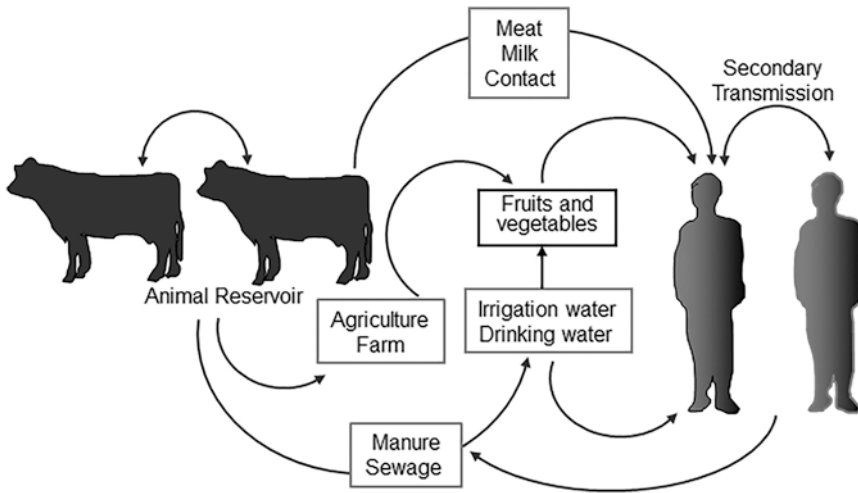 Meat
Milk
Contact
Secondary
Transmission
Fruits and
vegetables
Animal Reservoir
Agriculture
Farm
Irrigation water
Drinking water
Manure
Sewage